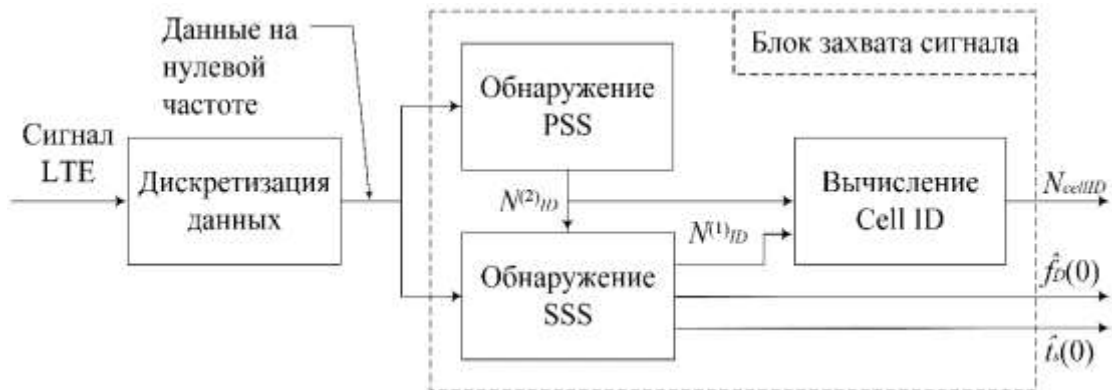 Данные на
нулевой
частоте
Блок захвата сигнала
Обнаружение
PSS
Сигнал
LTE
Дискретизация
данных
N⁽²⁾ID
Вычисление
Cell ID
NcellID
N⁽¹⁾ID
Обнаружение
SSS
f̂D(0)
t̂s(0)